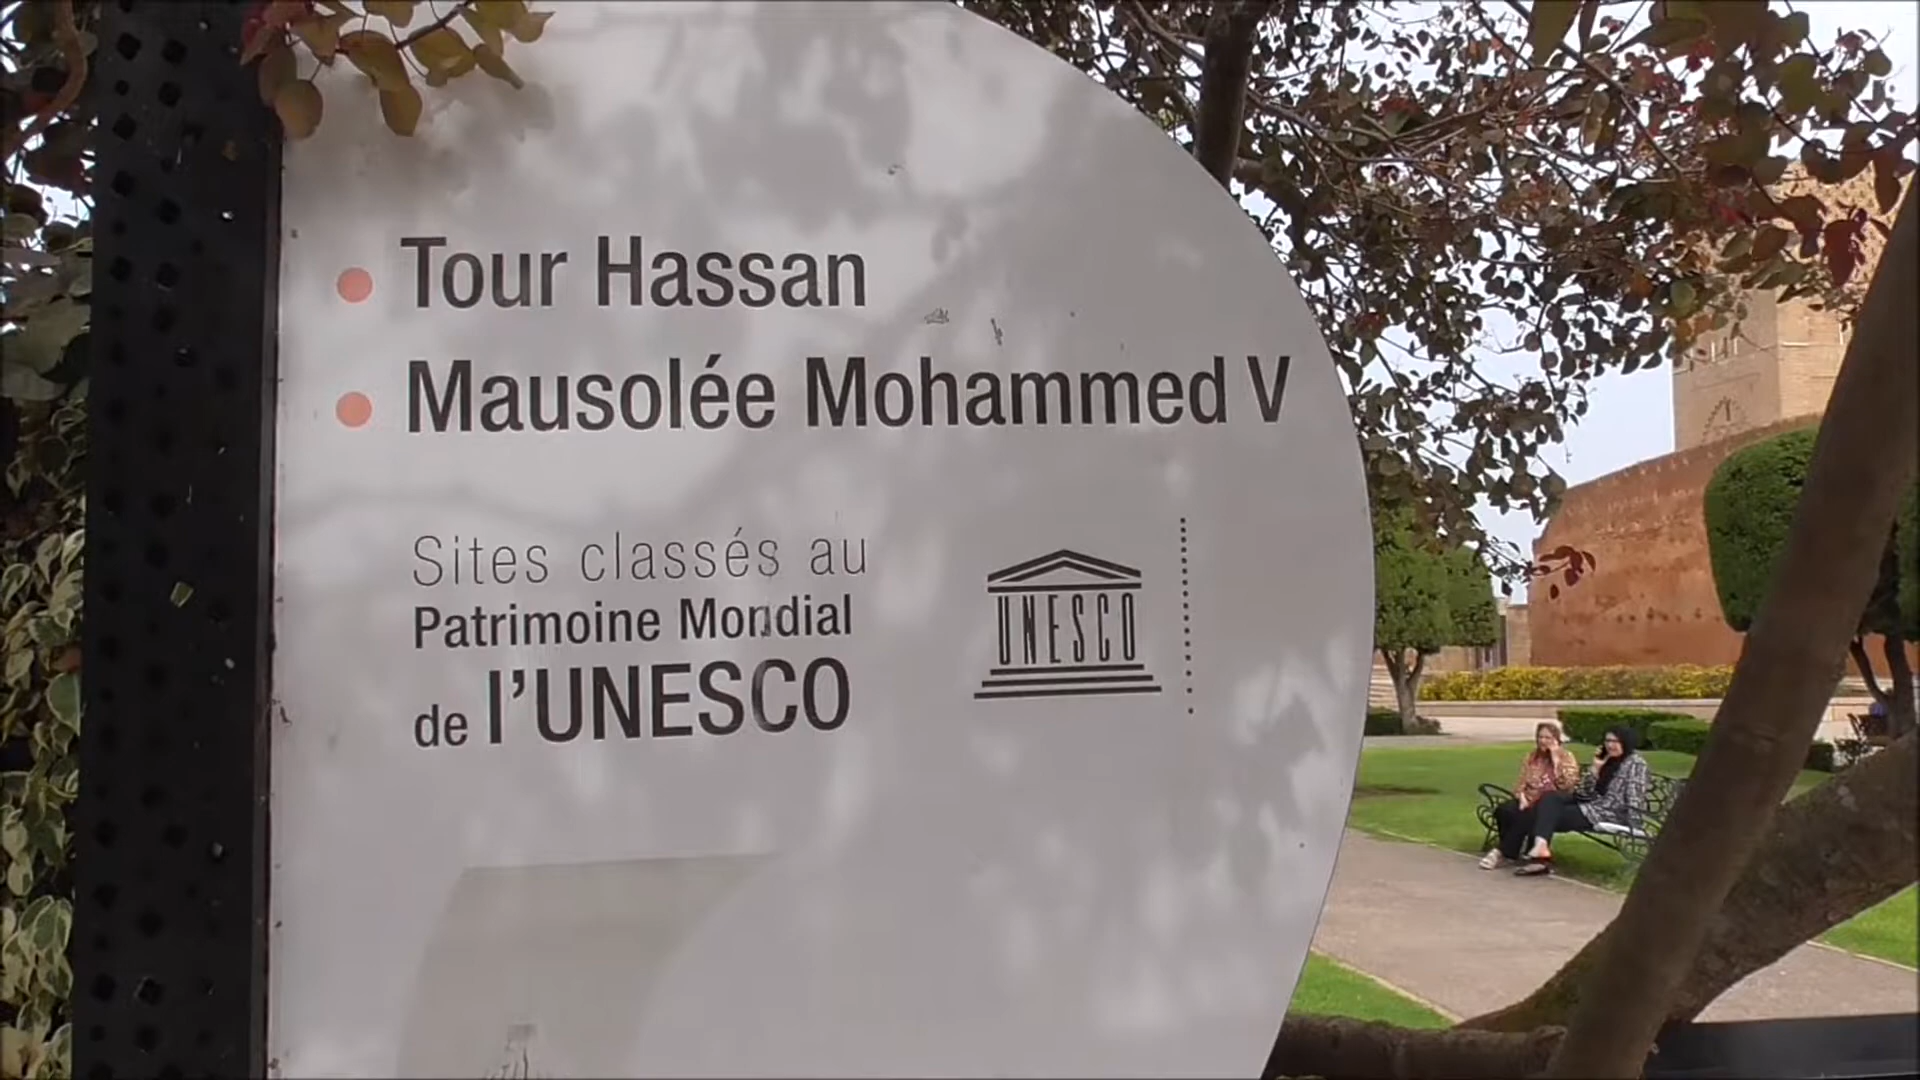 Tour Hassan
Mausolée Mohammed V
Sites classés au
Patrimoine Mondial
de l'UNESCO
UNESCO